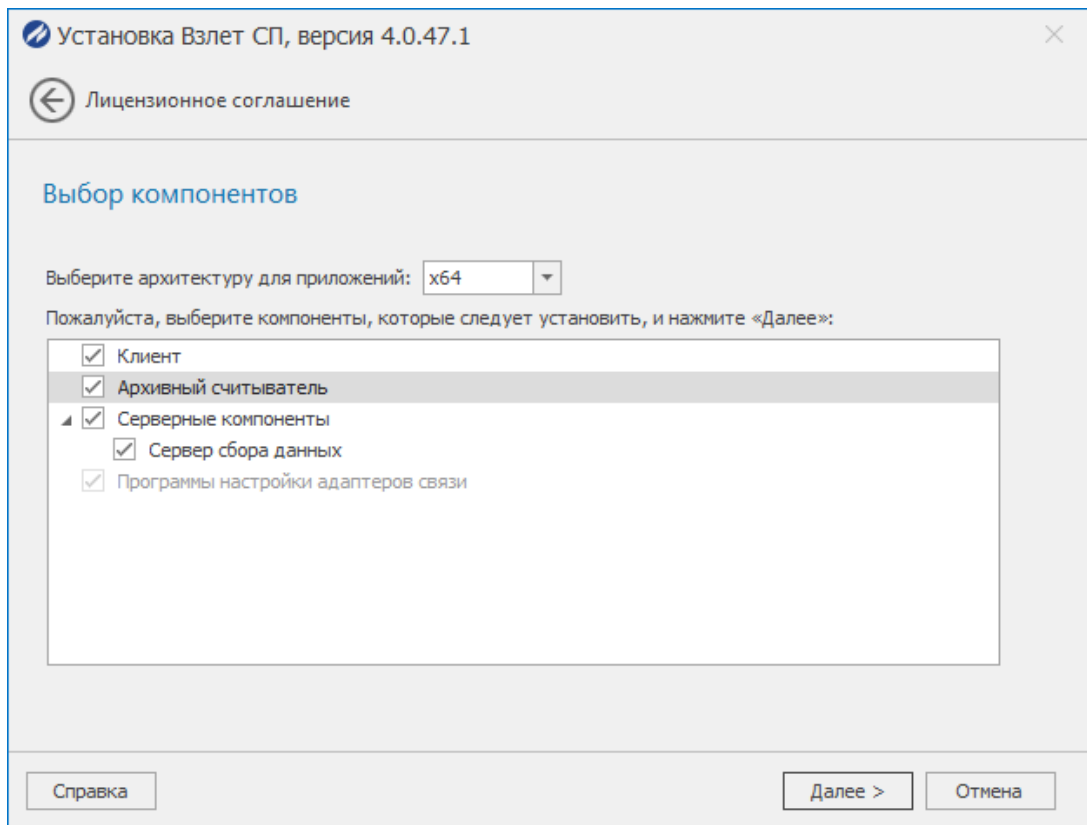 Установка Взлет СП, версия 4.0.47.1
Лицензионное соглашение
Выбор компонентов
Выберите архитектуру для приложений: x64
Пожалуйста, выберите компоненты, которые следует установить, и нажмите «Далее»:
Клиент
Архивный считыватель
Серверные компоненты
Сервер сбора данных
Программы настройки адаптеров связи
Справка
Далее >
Отмена